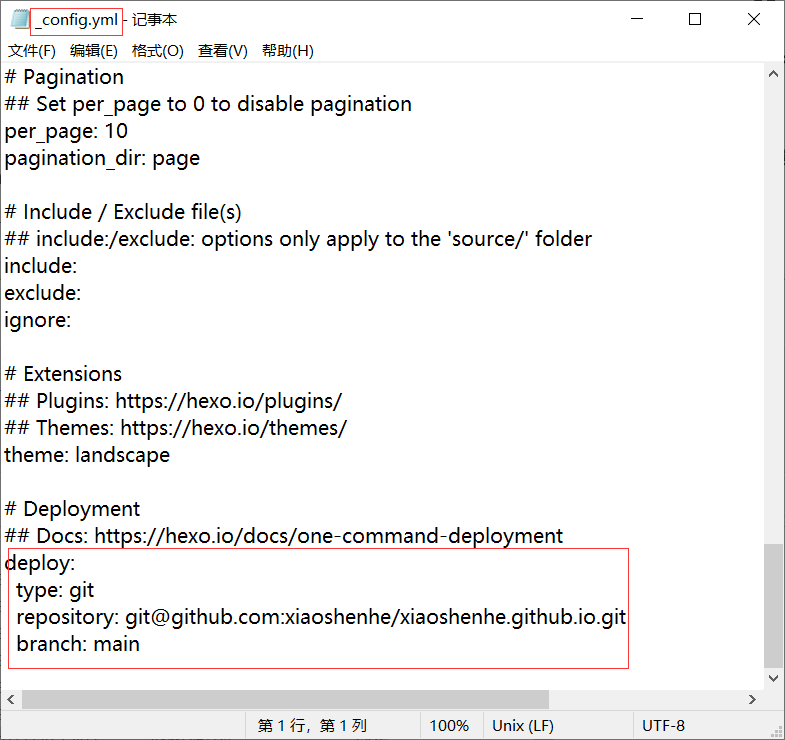 _config.yml - 记事本
文件(F) 编辑(E) 格式(O) 查看(V) 帮助(H)
# Pagination
## Set per_page to 0 to disable pagination
per_page: 10
pagination_dir: page
# Include / Exclude file(s)
## include:/exclude: options only apply to the 'source/' folder
include:
exclude:
ignore:
# Extensions
## Plugins: https://hexo.io/plugins/
## Themes: https://hexo.io/themes/
theme: landscape
# Deployment
## Docs: https://hexo.io/docs/one-command-deployment
deploy:
  type: git
  repository: git@github.com:xiaoshenhe/xiaoshenhe.github.io.git
  branch: main
第 1 行，第 1 列 100% Unix (LF) UTF-8